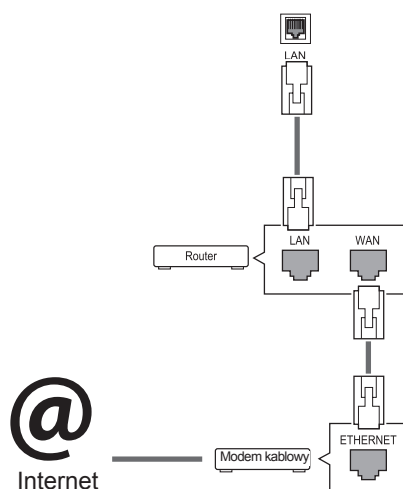 LAN
LAN WAN
Router
ETHERNET
@
Modem kablowy
Internet